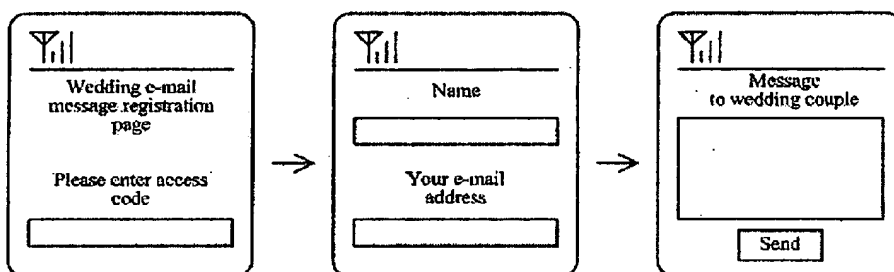 Wedding e-mail
message registration
page
Please enter access
code
Name
Your e-mail
address
Message
to wedding couple
Send